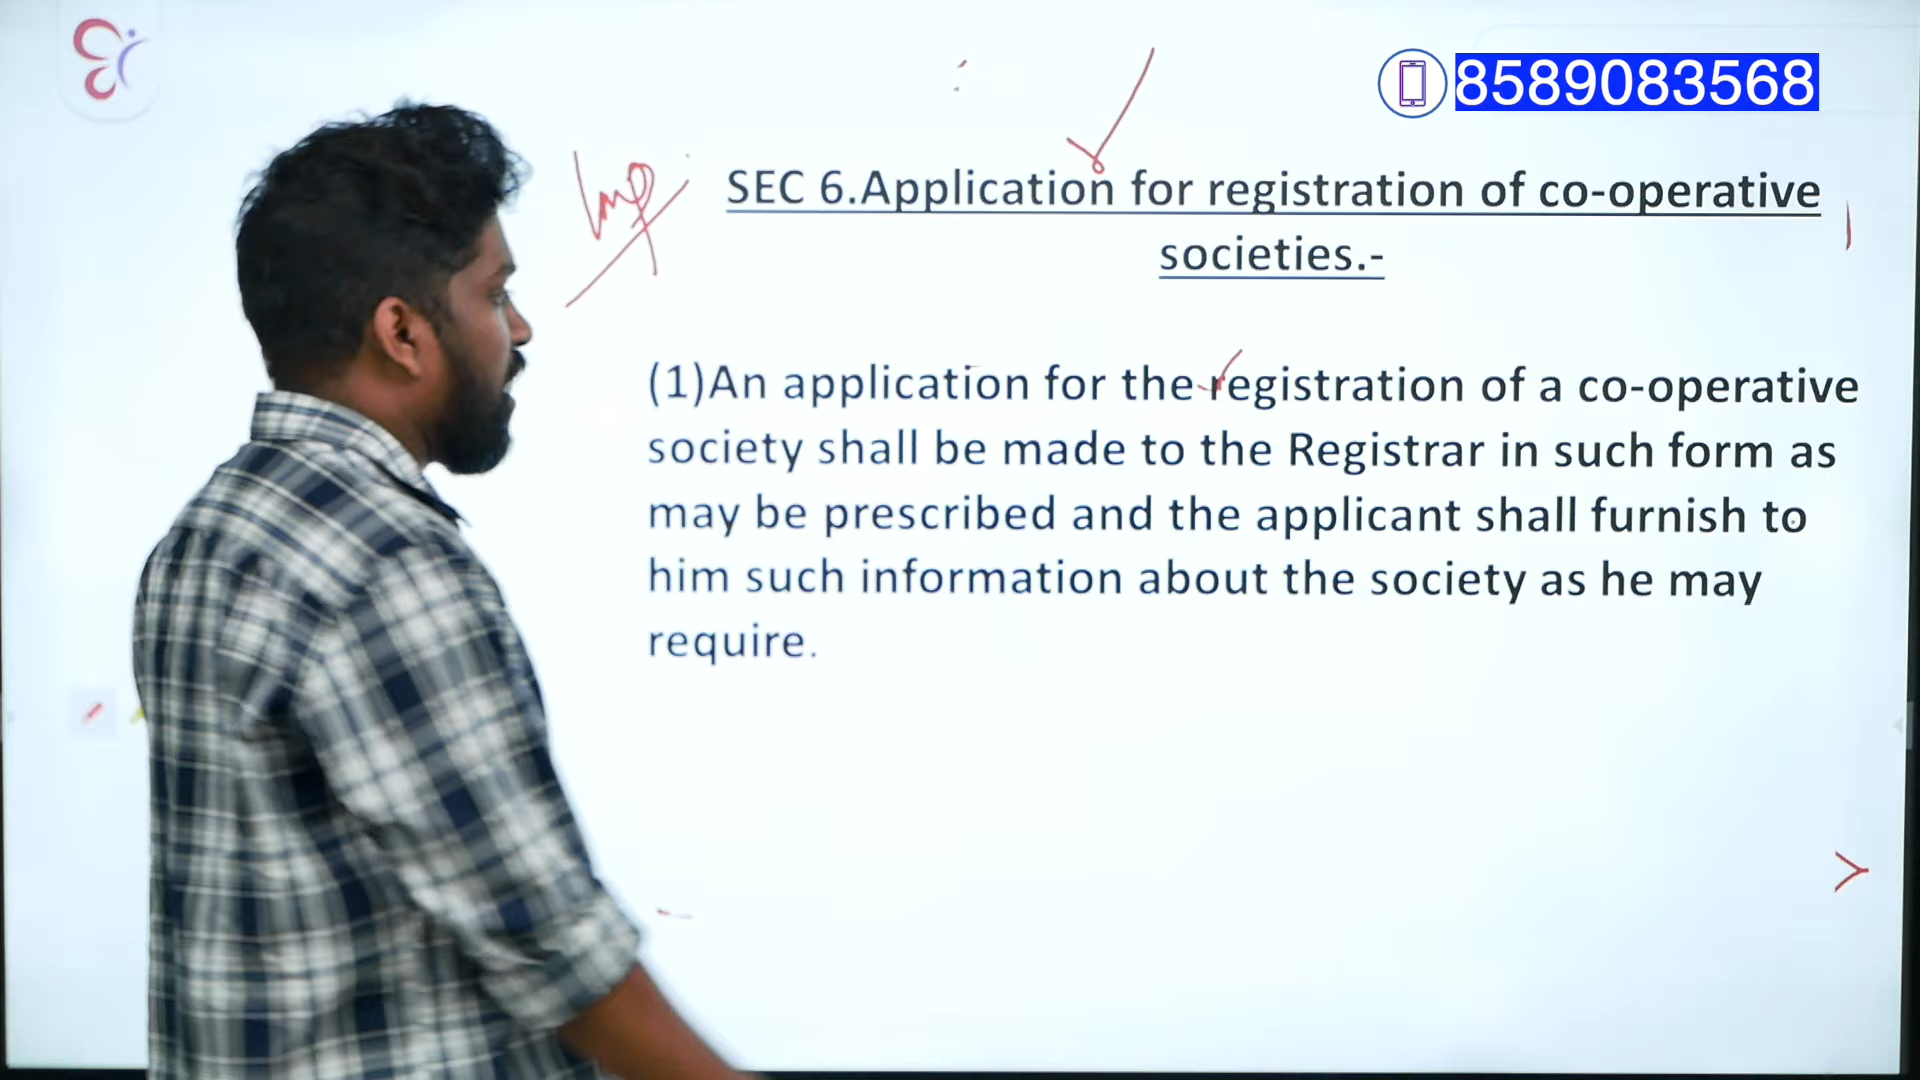 8589083568
Imp
SEC 6.Application for registration of co-operative
societies.-
(1)An application for the registration of a co-operative
society shall be made to the Registrar in such form as
may be prescribed and the applicant shall furnish to
him such information about the society as he may
require.